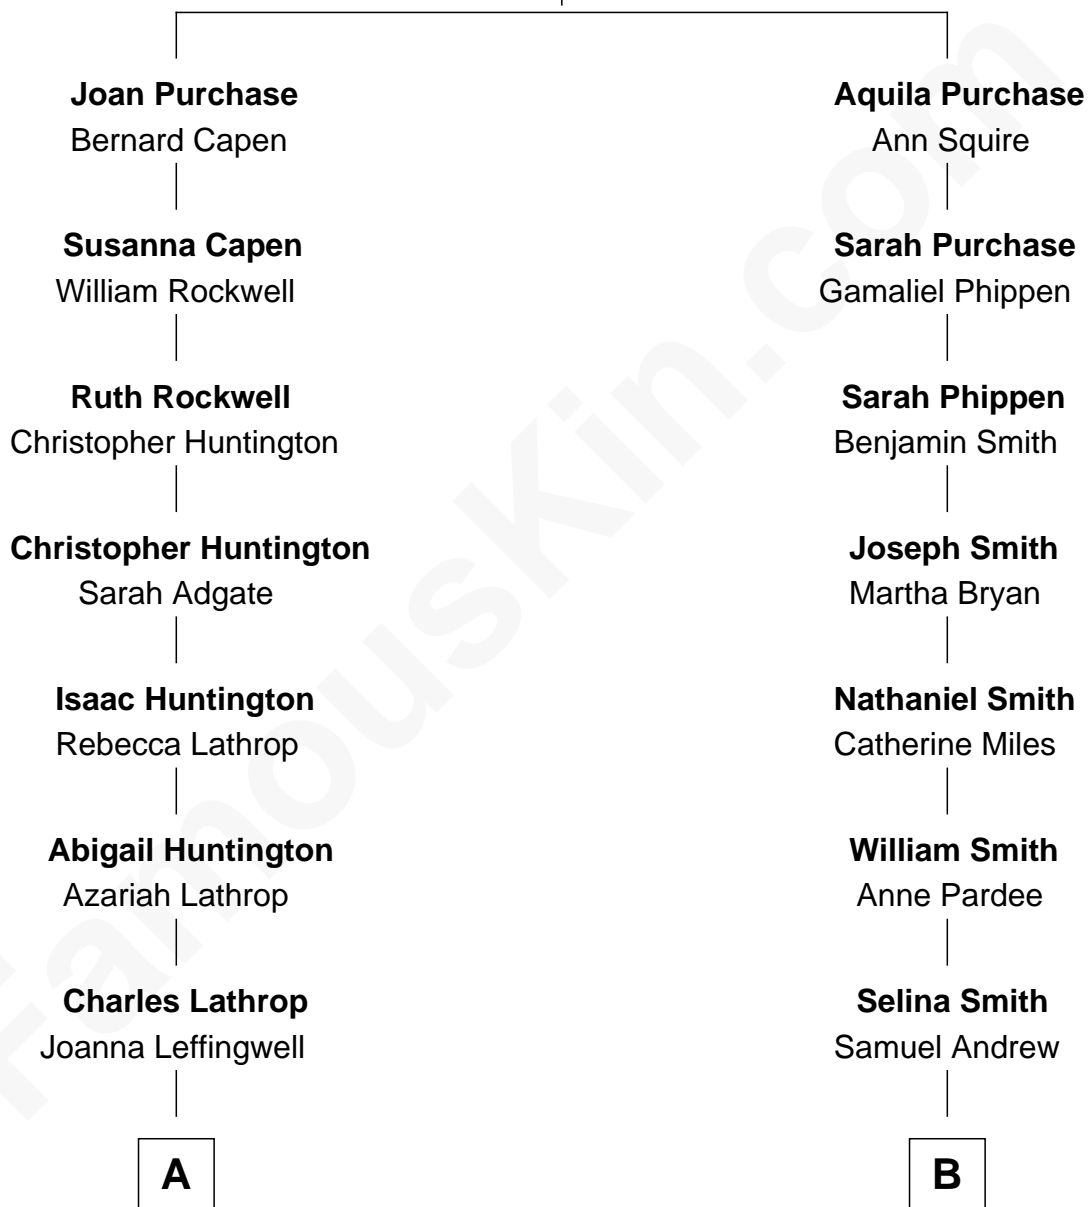 Joan Purchase
Bernard Capen
Aquila Purchase
Ann Squire
Susanna Capen
William Rockwell
Sarah Purchase
Gamaliel Phippen
Ruth Rockwell
Christopher Huntington
Sarah Phippen
Benjamin Smith
Christopher Huntington
Sarah Adgate
Joseph Smith
Martha Bryan
Isaac Huntington
Rebecca Lathrop
Nathaniel Smith
Catherine Miles
Abigail Huntington
Azariah Lathrop
William Smith
Anne Pardee
Charles Lathrop
Joanna Leffingwell
Selina Smith
Samuel Andrew
A
B
FamousKin.com